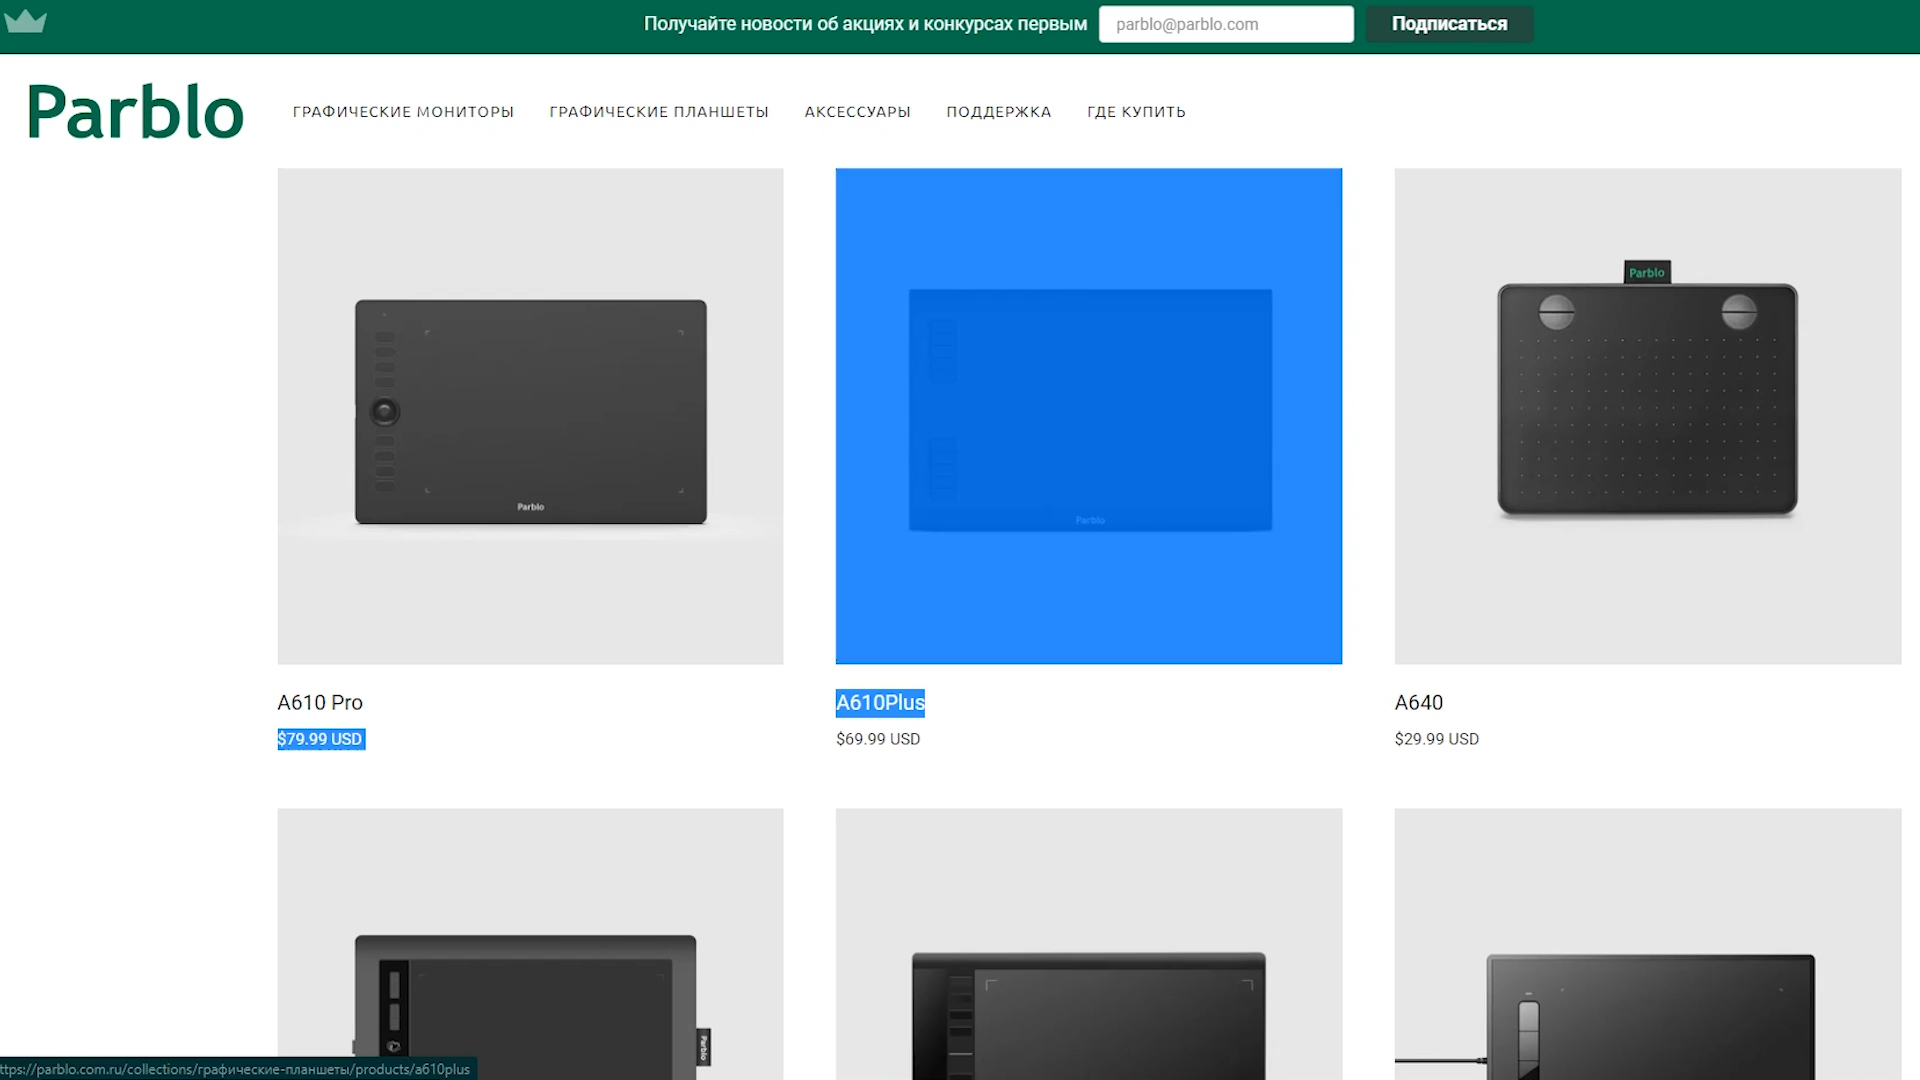 Получайте новости об акциях и конкурсах первым
parblo@parblo.com
Подписаться
Parblo
ГРАФИЧЕСКИЕ МОНИТОРЫ
ГРАФИЧЕСКИЕ ПЛАНШЕТЫ
АКСЕССУАРЫ
ПОДДЕРЖКА
ГДЕ КУПИТЬ
Parblo
Parblo
Parblo
A610 Pro
$79.99 USD
A610Plus
$69.99 USD
A640
$29.99 USD
Parblo
ttps://parblo.com.ru/collections/графические-планшеты/products/a610plus